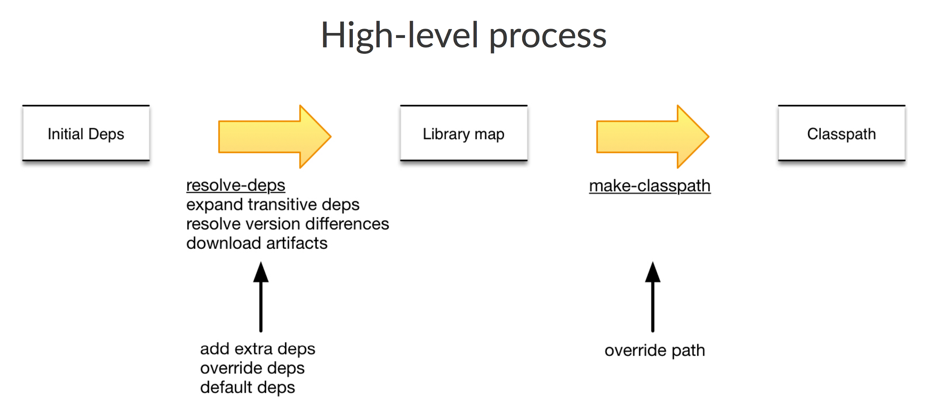 High-level process
Initial Deps
Library map
Classpath
resolve-deps
expand transitive deps
resolve version differences
download artifacts
make-classpath
add extra deps
override deps
default deps
override path